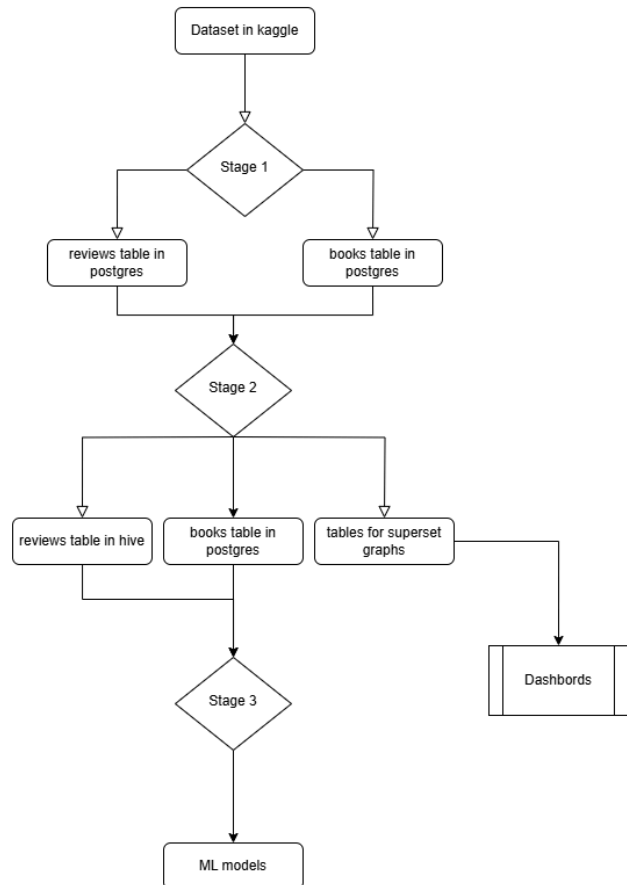 Dataset in kaggle
Stage 1
reviews table in
postgres
books table in
postgres
Stage 2
reviews table in hive
books table in
postgres
tables for superset
graphs
Dashbords
Stage 3
ML models